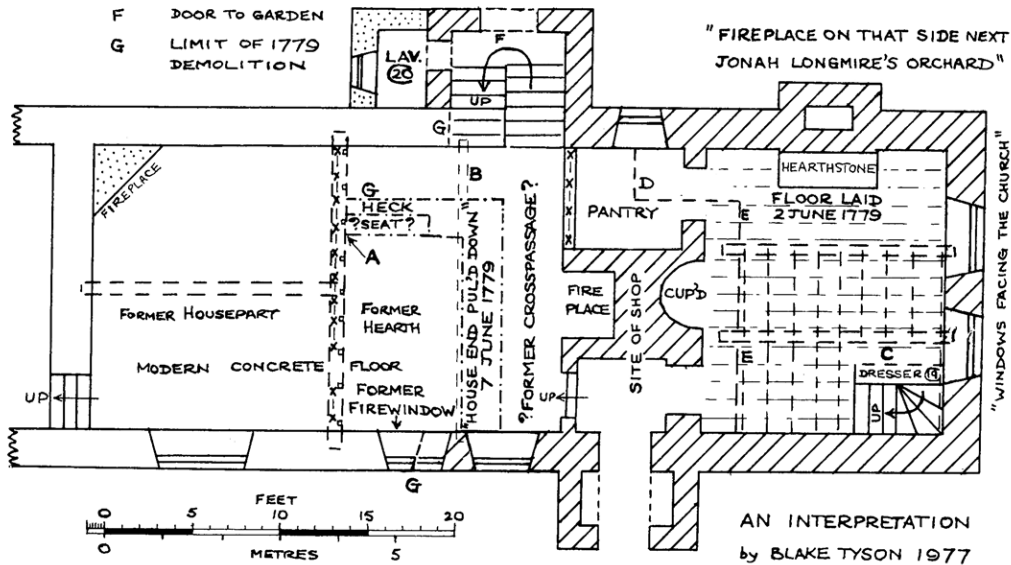 F DOOR TO GARDEN
G LIMIT OF 1779
DEMOLITION
"FIREPLACE ON THAT SIDE NEXT
JONAH LONGMIRE'S ORCHARD"
LAV.
20
F
UP
G
FIREPLACE
G
HECK
?SEAT?
A
B
"HOUSE END PUL'D DOWN"
7 JUNE 1779
?FORMER CROSSPASSAGE?
D
PANTRY
HEARTHSTONE
FLOOR LAID
2 JUNE 1779
E
"WINDOWS FACING THE CHURCH"
FIRE
PLACE
SITE OF SHOP
CUP'D
FORMER HOUSEPART
FORMER
HEARTH
MODERN CONCRETE FLOOR
FORMER
FIREWINDOW
UP
UP
E
C
DRESSER 19
UP
G
FEET
0 5 10 15 20
0 5
METRES
AN INTERPRETATION
by BLAKE TYSON 1977